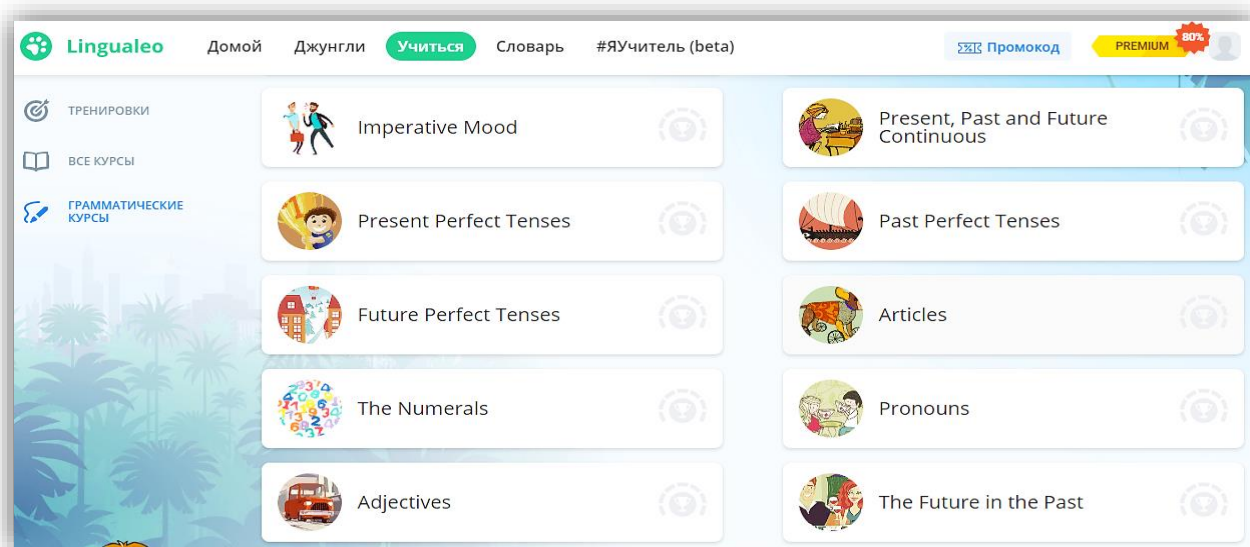 Lingualeo Домой Джунгли Учиться Словарь #ЯУчитель (beta) Промокод PREMIUM 80%
ТРЕНИРОВКИ
ВСЕ КУРСЫ
ГРАММАТИЧЕСКИЕ
КУРСЫ
Imperative Mood
Present, Past and Future
Continuous
Present Perfect Tenses
Past Perfect Tenses
Future Perfect Tenses
Articles
The Numerals
Pronouns
Adjectives
The Future in the Past